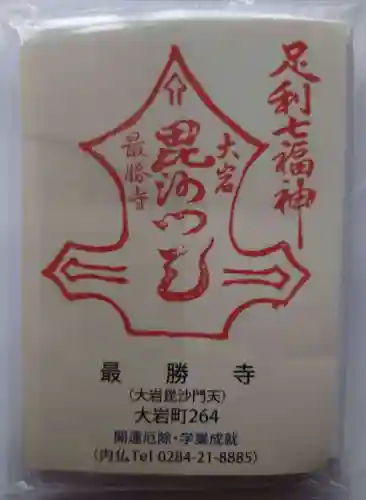 足利七福神
大岩
毘沙门天
最勝寺
最勝寺
（大岩毘沙門天）
大岩町264
開運厄除・学業成就
（内仏Tel 0284-21-8885）